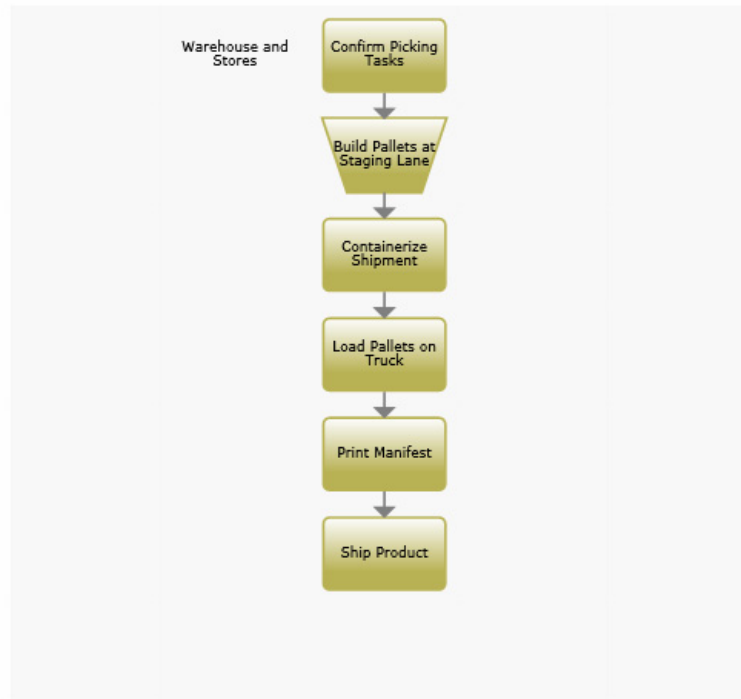 Warehouse and
Stores
Confirm Picking
Tasks
Build Pallets at
Staging Lane
Containerize
Shipment
Load Pallets on
Truck
Print Manifest
Ship Product